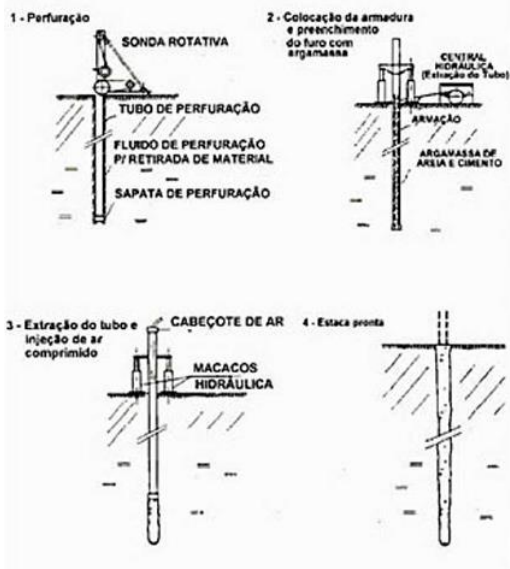 1 - Perfuração
SONDA ROTATIVA
TUBO DE PERFURAÇÃO
FLUIDO DE PERFURAÇÃO
P/ RETIRADA DE MATERIAL
SAPATA DE PERFURAÇÃO
2 - Colocação da armadura
e preenchimento
do furo com
argamassa
CENTRAL
HIDRÁULICA
(Extração do Tubo)
ARMAÇÃO
ARGAMASSA DE
AREIA E CIMENTO
3 - Extração do tubo e
injeção de ar
comprimido
CABEÇOTE DE AR
MACACOS
HIDRÁULICA
4 - Estaca pronta